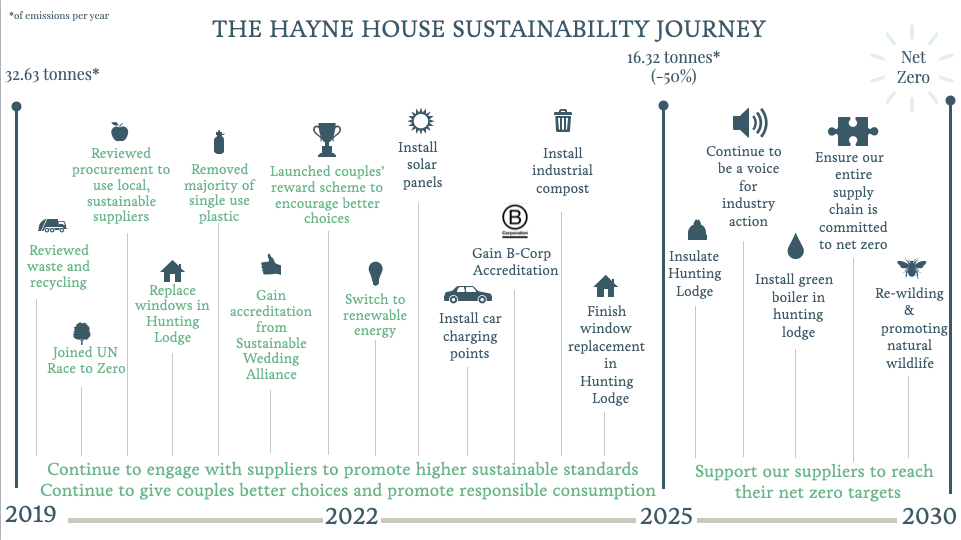 *of emissions per year
THE HAYNE HOUSE SUSTAINABILITY JOURNEY
32.63 tonnes*
16.32 tonnes*
(-50%)
Net
Zero
Reviewed
waste and
recycling
Joined UN
Race to Zero
Reviewed
procurement to
use local,
sustainable
suppliers
Replace
windows in
Hunting
Lodge
Removed
majority of
single use
plastic
Gain
accreditation
from
Sustainable
Wedding
Alliance
Launched couples'
reward scheme to
encourage better
choices
Switch to
renewable
energy
Install
solar
panels
Install car
charging
points
B
Corporation
Gain B-Corp
Accreditation
Install
industrial
compost
Finish
window
replacement
in
Hunting
Lodge
Insulate
Hunting
Lodge
Continue to
be a voice
for
industry
action
Install green
boiler in
hunting
lodge
Ensure our
entire
supply
chain is
committed
to net zero
Re-wilding
&
promoting
natural
wildlife
Continue to engage with suppliers to promote higher sustainable standards
Continue to give couples better choices and promote responsible consumption
Support our suppliers to reach
their net zero targets
2019
2022
2025
2030